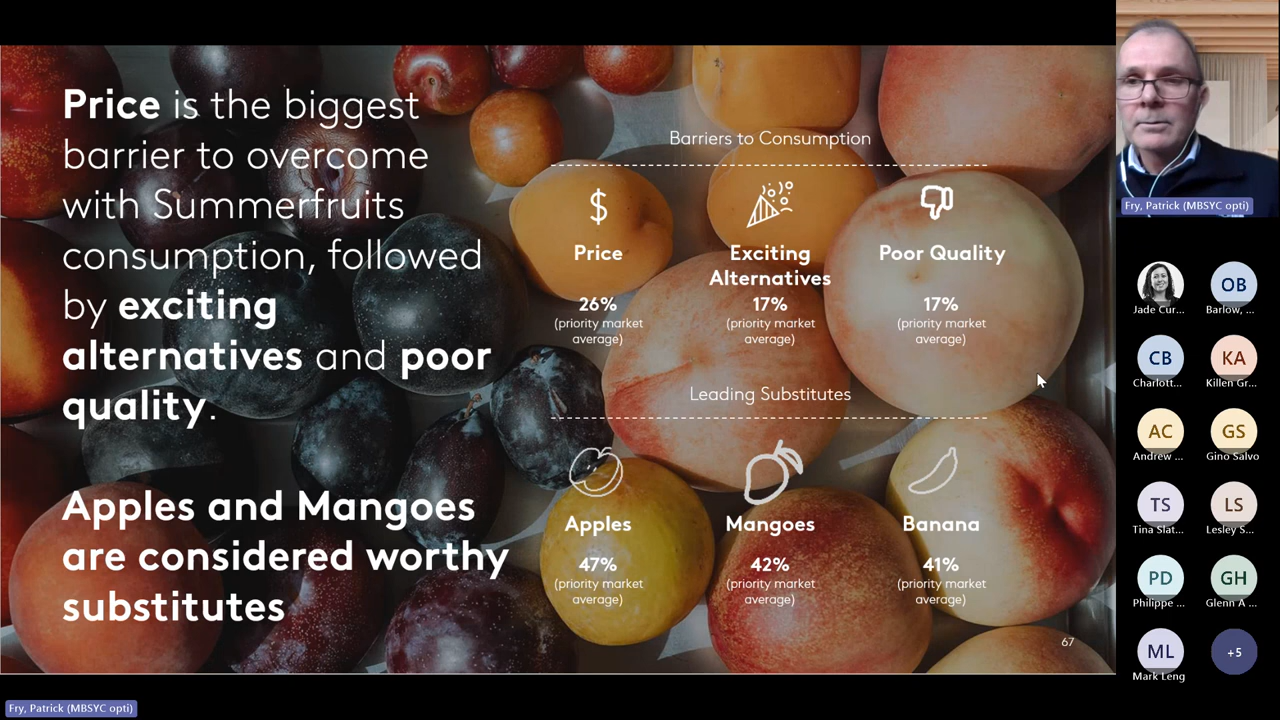 Price is the biggest
barrier to overcome
with Summerfruits
consumption, followed
by exciting
alternatives and poor
quality.
Apples and Mangoes
are considered worthy
substitutes
Barriers to Consumption
$
Price
26%
(priority market
average)
Exciting
Alternatives
17%
(priority market
average)
Poor Quality
17%
(priority market
average)
Leading Substitutes
Apples
47%
(priority market
average)
Mangoes
42%
(priority market
average)
Banana
41%
(priority market
average)
67
Fry, Patrick (MBSYC opti)
Jade Cur...
OB
Barlow, ...
CB
Charlott...
KA
Killen Gr...
AC
Andrew ...
GS
Gino Salvo
TS
Tina Slat...
LS
Lesley S...
PD
Philippe ...
GH
Glenn A ...
ML
Mark Leng
+5
Fry, Patrick (MBSYC opti)